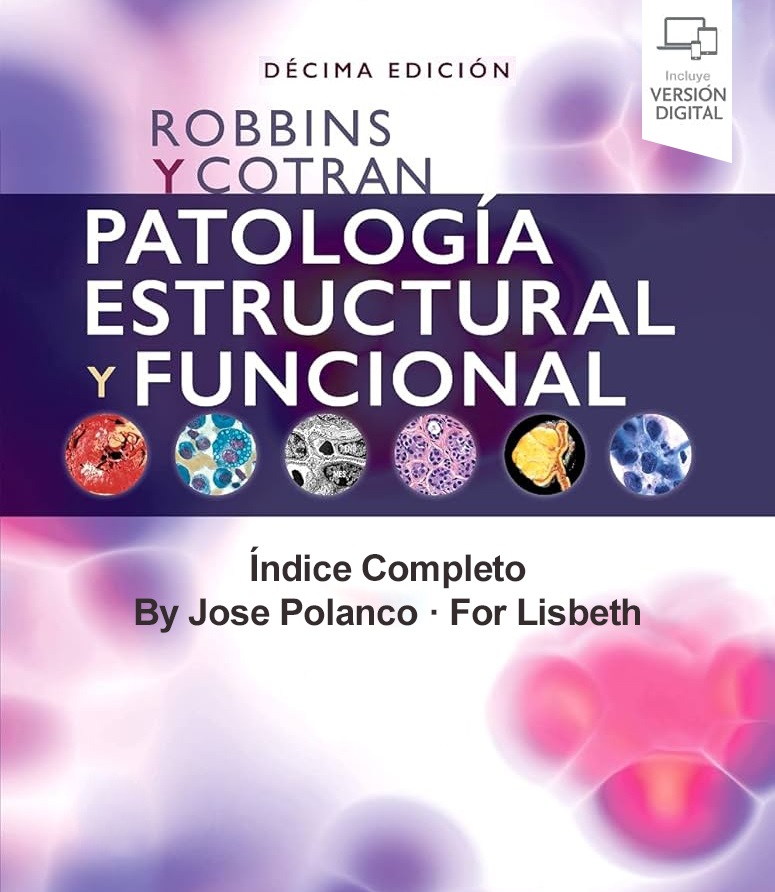 DÉCIMA EDICIÓN
Incluye
VERSIÓN
DIGITAL
ROBBINS
Y COTRAN
PATOLOGÍA
ESTRUCTURAL
Y FUNCIONAL
Índice Completo
By Jose Polanco · For Lisbeth